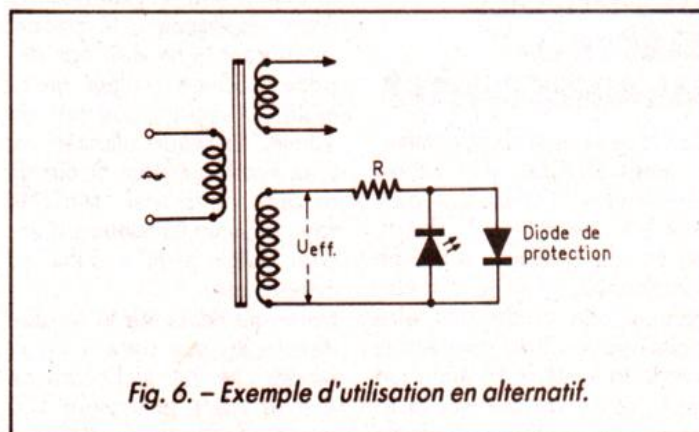 R
Ueff.
Diode de
protection
Fig. 6. – Exemple d'utilisation en alternatif.